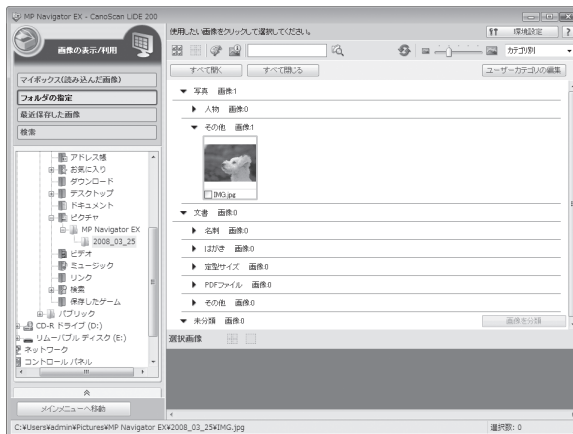 MP Navigator EX - CanoScan LiDE 200
画像の表示/利用
マイボックス(読み込んだ画像)
フォルダの指定
最近保存した画像
検索
アドレス帳
お気に入り
ダウンロード
デスクトップ
ドキュメント
ピクチャ
MP Navigator EX
2008_03_25
ビデオ
ミュージック
リンク
検索
保存したゲーム
パブリック
CD-R ドライブ (D:)
リムーバブル ディスク (E:)
ネットワーク
コントロール パネル
メインメニューへ移動
使用したい画像をクリックして選択してください。
環境設定
?
カテゴリ別
すべて開く
すべて閉じる
ユーザーカテゴリの編集
写真 画像:1
人物 画像:0
その他 画像:1
IMG.jpg
文書 画像:0
名刺 画像:0
はがき 画像:0
定型サイズ 画像:0
PDFファイル 画像:0
その他 画像:0
未分類 画像:0
画像を分類
選択画像
C:¥Users¥admin¥Pictures¥MP Navigator EX¥2008_03_25¥IMG.jpg
選択数: 0